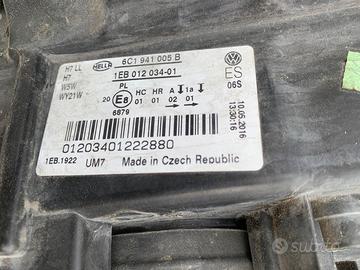 H7 LL
H7
W5W
WY21W
HELLA
6C1 941 005 B
1EB 012 034-01
PL
20 E8 HC HR A 1a
01 01 02 01
6879
ES
06S
10.05.2016
13:30:16
01203401222880
1EB.1922 UM7 Made in Czech Republic
subito